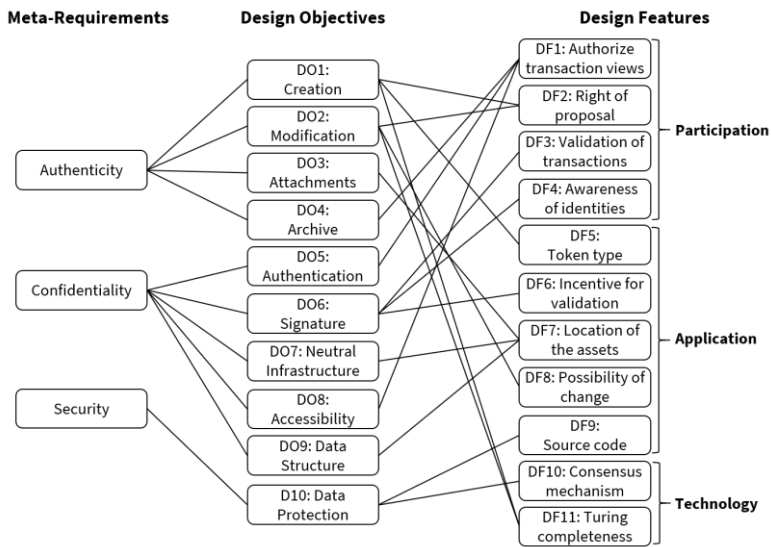 Meta-Requirements
Design Objectives
Design Features
Authenticity
Confidentiality
Security
DO1:
Creation
DO2:
Modification
DO3:
Attachments
DO4:
Archive
DO5:
Authentication
DO6:
Signature
DO7: Neutral
Infrastructure
DO8:
Accessibility
DO9: Data
Structure
D10: Data
Protection
DF1: Authorize
transaction views
DF2: Right of
proposal
DF3: Validation of
transactions
DF4: Awareness
of identities
DF5:
Token type
DF6: Incentive for
validation
DF7: Location of
the assets
DF8: Possibility of
change
DF9:
Source code
DF10: Consensus
mechanism
DF11: Turing
completeness
Participation
Application
Technology